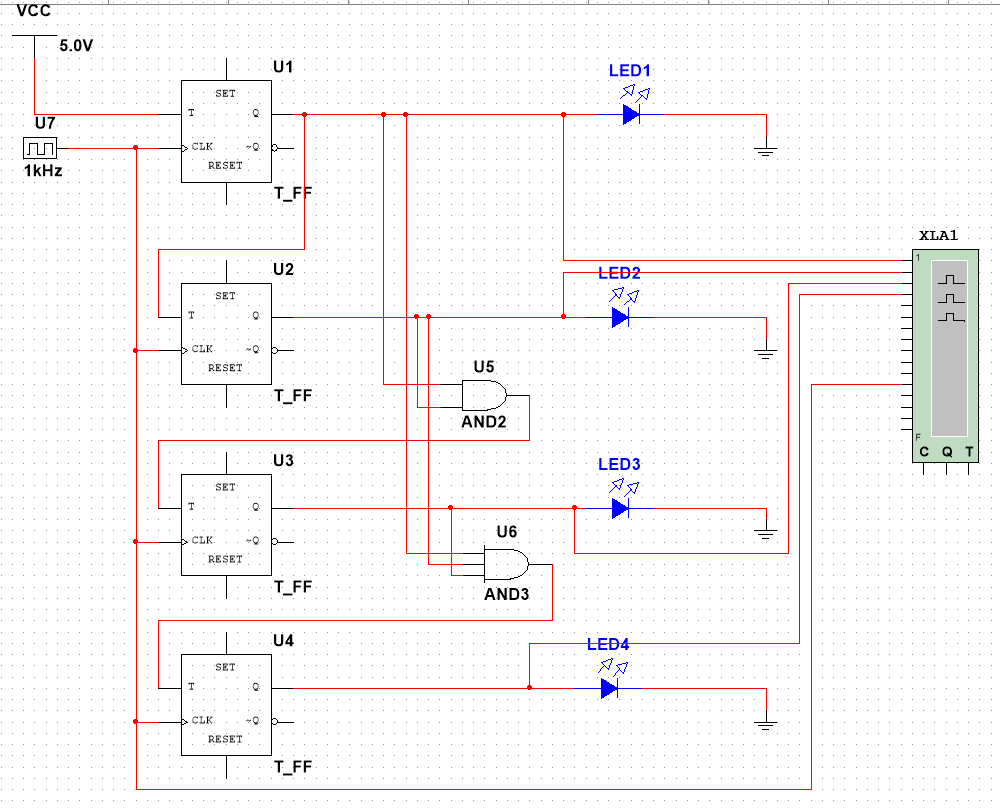 VCC
5.0V
U1
SET
T
Q
CLK
~Q
RESET
T_FF
U7
1kHz
LED1
XLA1
1
F
C Q T
U2
SET
T
Q
CLK
~Q
RESET
T_FF
LED2
U5
AND2
U3
SET
T
Q
CLK
~Q
RESET
T_FF
LED3
U6
AND3
U4
SET
T
Q
CLK
~Q
RESET
T_FF
LED4